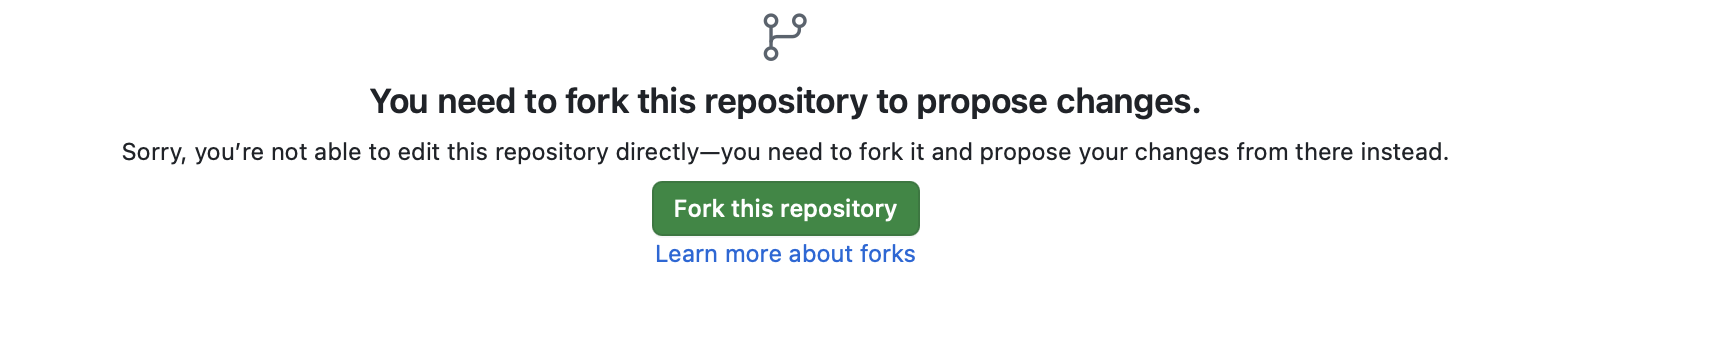 You need to fork this repository to propose changes.
Sorry, you’re not able to edit this repository directly—you need to fork it and propose your changes from there instead.
Fork this repository
Learn more about forks